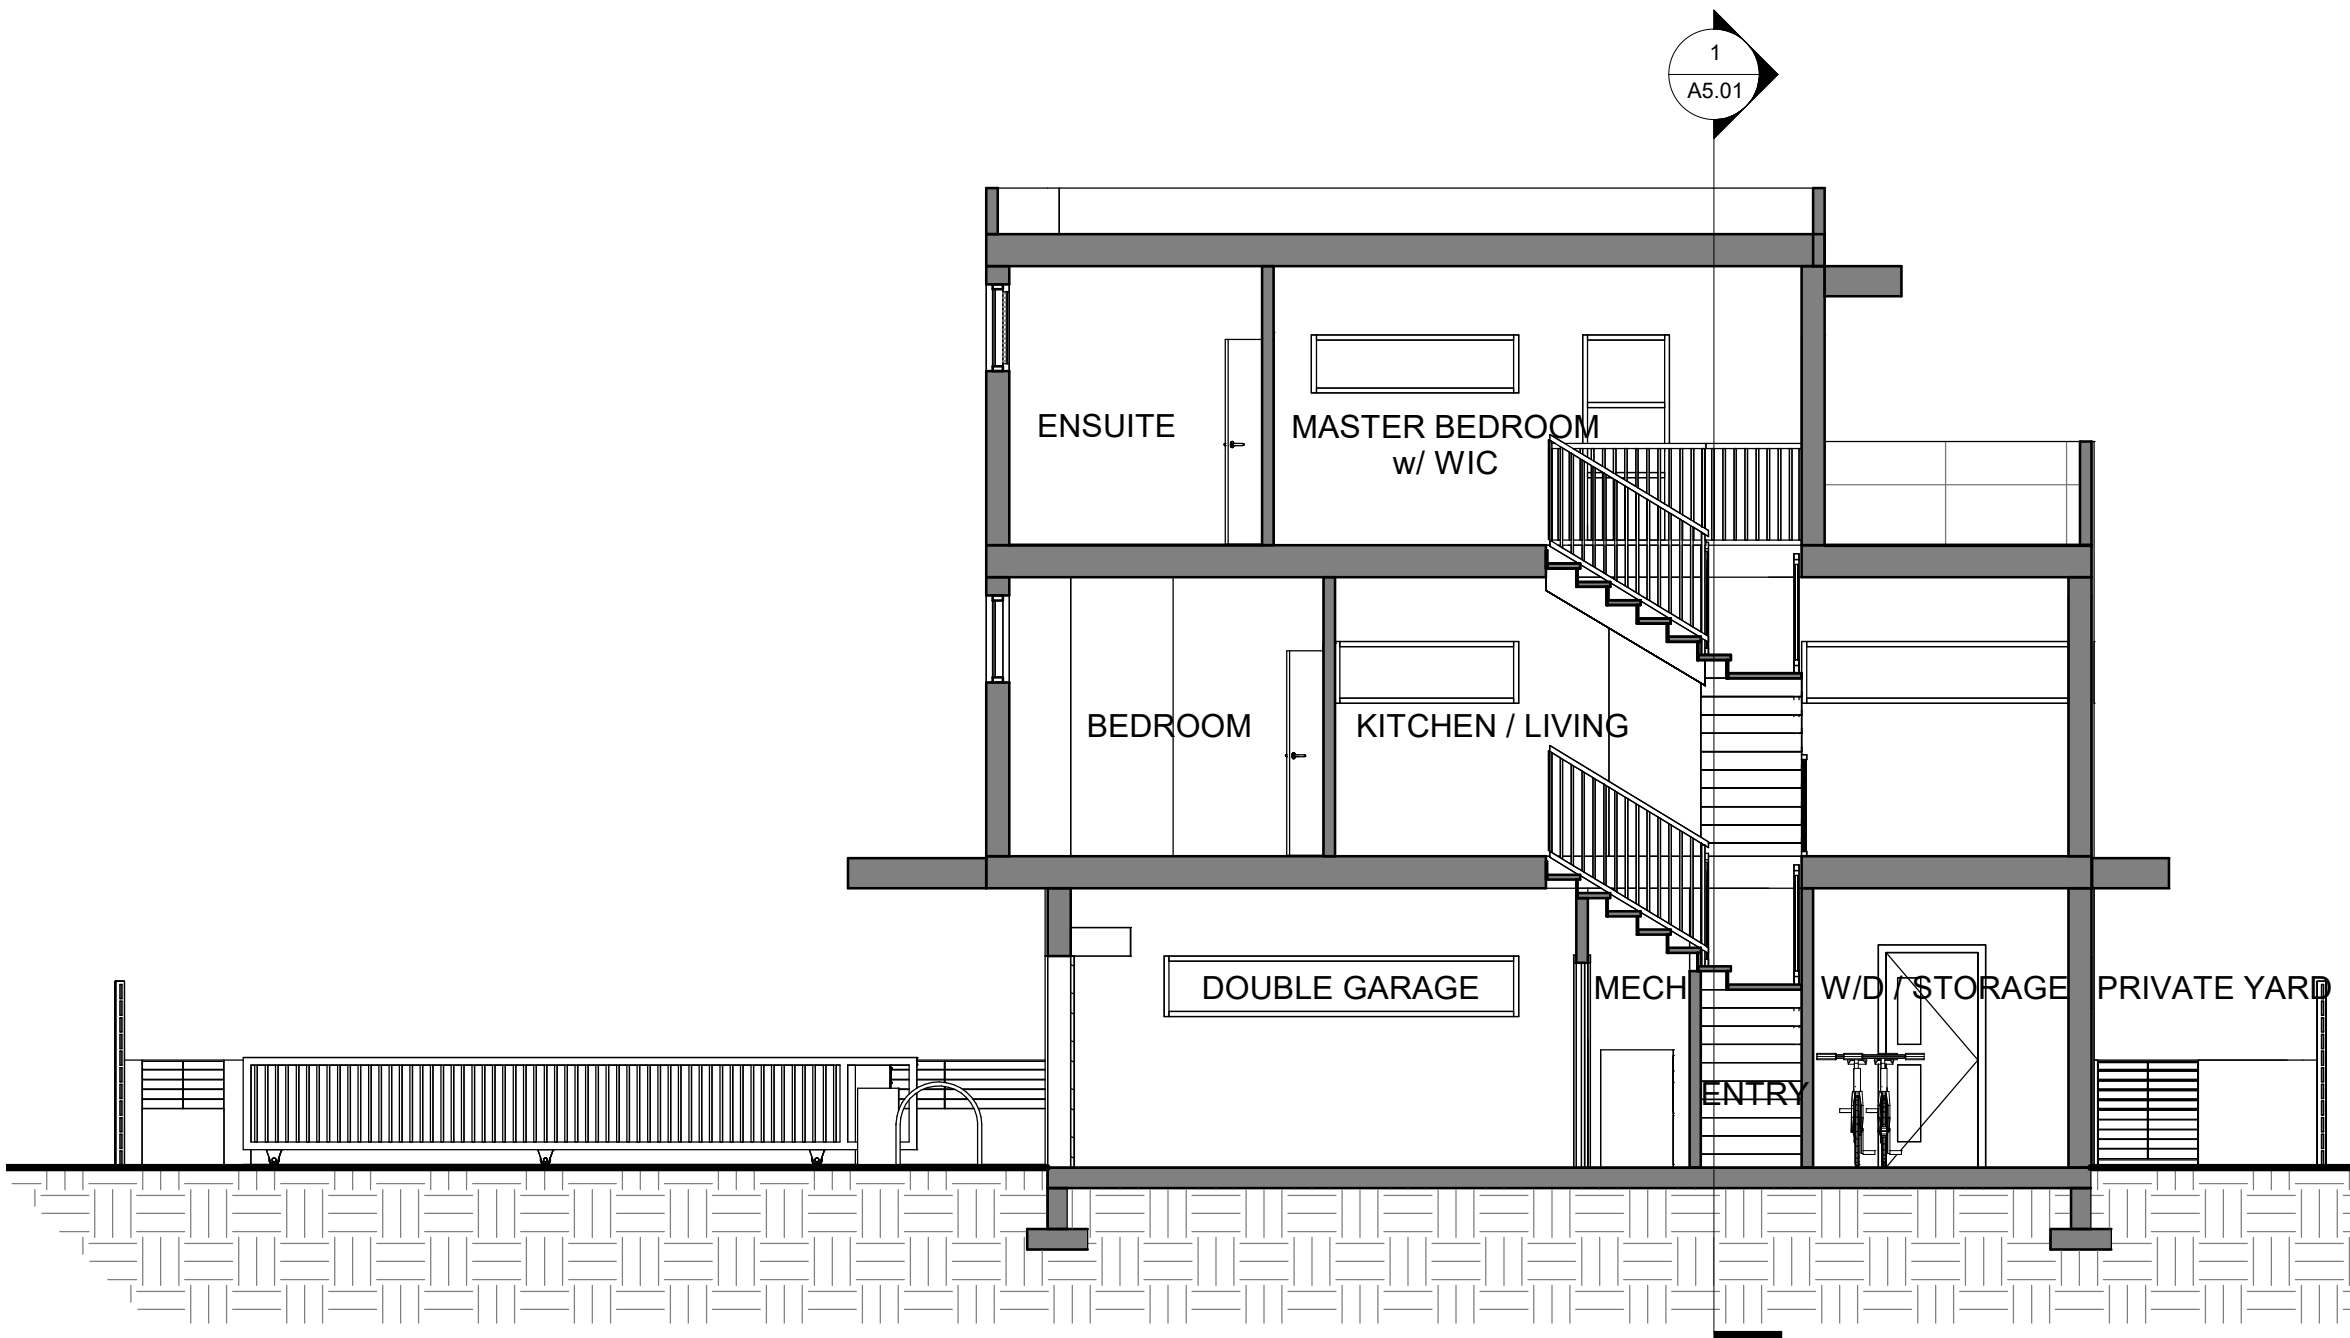 1
A5.01
ENSUITE
MASTER BEDROOM
w/ WIC
BEDROOM
KITCHEN / LIVING
DOUBLE GARAGE
MECH
W/D / STORAGE
PRIVATE YARD
ENTRY